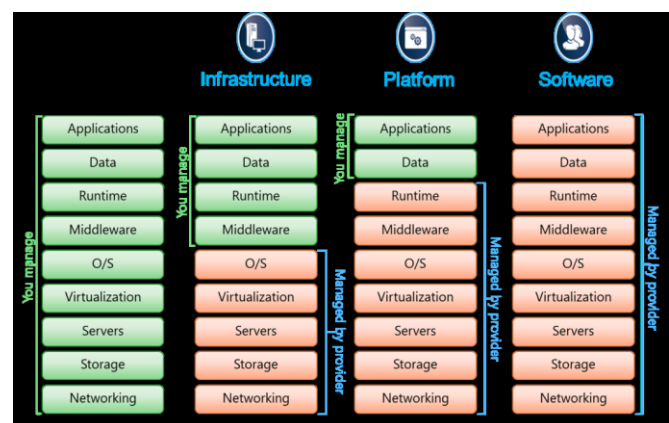 Infrastructure
Platform
Software
You manage
Applications
Data
Runtime
Middleware
O/S
Virtualization
Servers
Storage
Networking
You manage
Applications
Data
Runtime
Middleware
O/S
Virtualization
Servers
Storage
Networking
Managed by provider
You manage
Applications
Data
Runtime
Middleware
O/S
Virtualization
Servers
Storage
Networking
Managed by provider
Applications
Data
Runtime
Middleware
O/S
Virtualization
Servers
Storage
Networking
Managed by provider